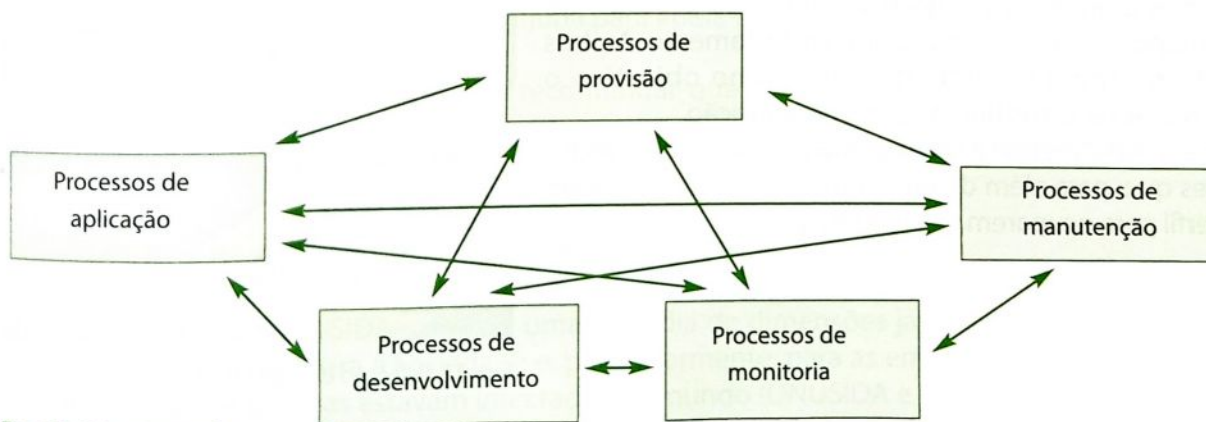 Processos de
provisão
Processos de
aplicação
Processos de
manutenção
Processos de
desenvolvimento
Processos de
monitoria